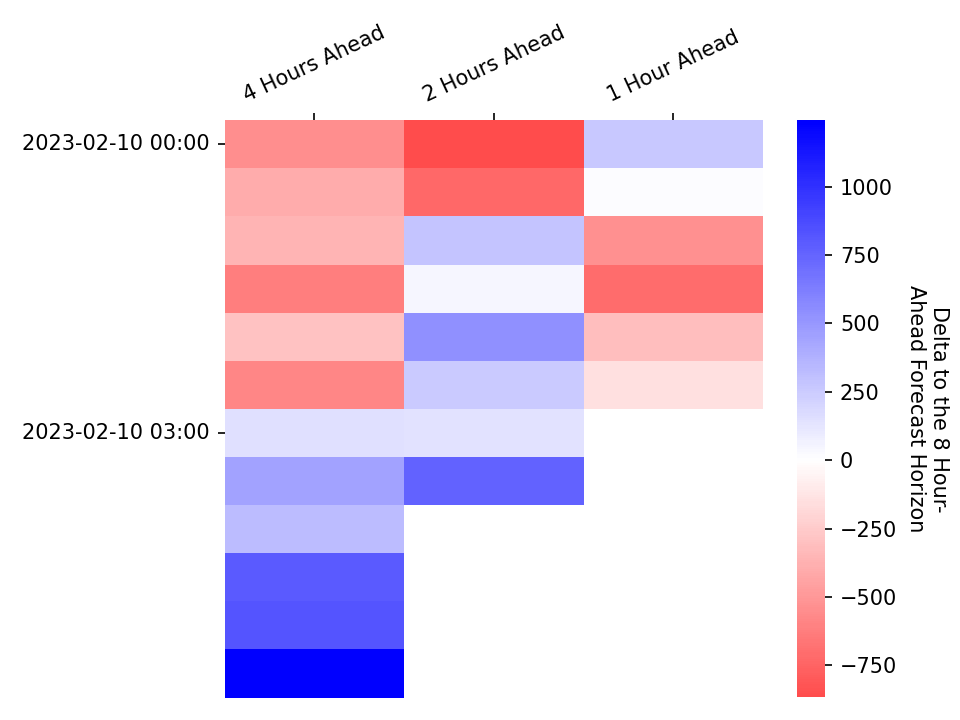 4 Hours Ahead
2 Hours Ahead
1 Hour Ahead
2023-02-10 00:00
2023-02-10 03:00
1000
750
500
250
0
−250
−500
−750
Delta to the 8 Hour-
Ahead Forecast Horizon